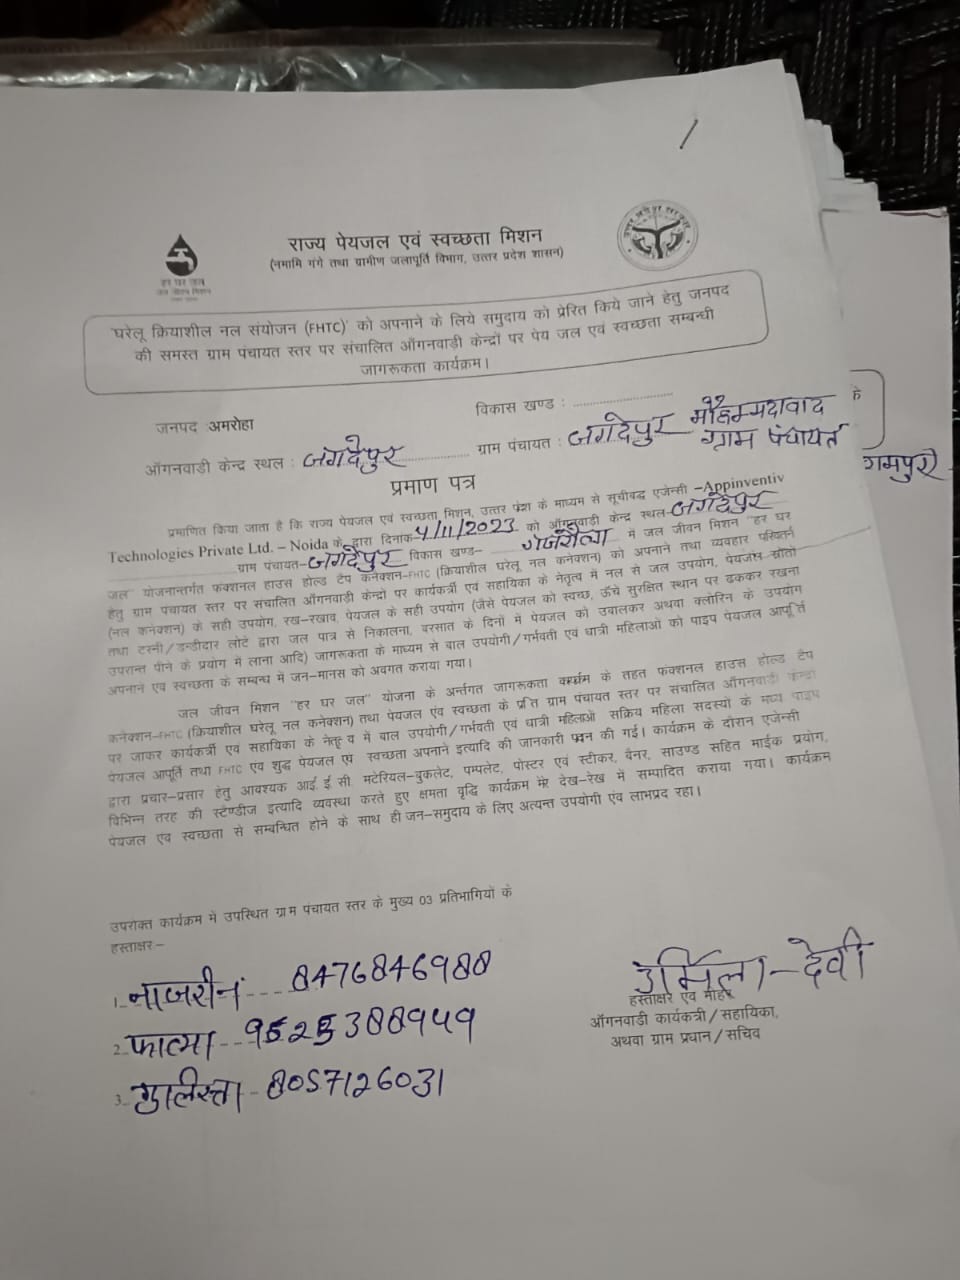 राज्य पेयजल एवं स्वच्छता मिशन
(नमामि गंगे तथा ग्रामीण जलापूर्ति विभाग, उत्तर प्रदेश शासन)
हर घर जल
जल जीवन मिशन
'घरेलू क्रियाशील नल संयोजन (FHTC)' को अपनाने के लिये समुदाय को प्रेरित किये जाने हेतु जनपद
की समस्त ग्राम पंचायत स्तर पर संचालित ऑंगनवाड़ी केन्द्रों पर पेय जल एवं स्वच्छता सम्बन्धी
जागरूकता कार्यक्रम।
जनपद : अमरोहा विकास खण्ड :
ऑंगनवाड़ी केन्द्र स्थल : जगदेपुर ग्राम पंचायत : जगदेपुर मोहम्मदाबाद
ग्राम पंचायत
प्रमाण पत्र
प्रमाणित किया जाता है कि राज्य पेयजल एवं स्वच्छता मिशन, उत्तर प्रदेश के माध्यम से सूचीबद्ध एजेन्सी –Appinventiv
Technologies Private Ltd. – Noida के द्वारा दिनांक 4/11/2023 को ऑंगनवाड़ी केन्द्र स्थल- जगदेपुर
ग्राम पंचायत- जगदेपुर विकास खण्ड- गजरौला में जल जीवन मिशन "हर घर
जल" योजनान्तर्गत फंक्शनल हाउस होल्ड टैप कनेक्शन-FHTC (क्रियाशील घरेलू नल कनेक्शन) को अपनाने तथा व्यवहार परिवर्तन
हेतु ग्राम पंचायत स्तर पर संचालित ऑंगनवाड़ी केन्द्रों पर कार्यकर्त्री एवं सहायिका के नेतृत्व में नल से जल उपयोग, पेयजल स्रोतों
(नल कनेक्शन) के सही उपयोग, रख-रखाव, पेयजल के सही उपयोग (जैसे पेयजल को स्वच्छ, ऊँचे सुरक्षित स्थान पर ढककर रखना
तथा टस्नी/डन्डीदार लोटे द्वारा जल पात्र से निकालना, बरसात के दिनों में पेयजल को उबालकर अथवा क्लोरिन के उपयोग
उपरान्त पीने के प्रयोग में लाना आदि) जागरूकता के माध्यम से बाल उपयोगी/गर्भवती एवं धात्री महिलाओं को पाइप पेयजल आपूर्ति
अपनाने एवं स्वच्छता के सम्बन्ध में जन-मानस को अवगत कराया गया।
जल जीवन मिशन "हर घर जल" योजना के अर्न्तगत जागरूकता कार्यक्रम के तहत फंक्शनल हाउस होल्ड टैप
कनेक्शन-FHTC (क्रियाशील घरेलू नल कनेक्शन) तथा पेयजल एंव स्वच्छता के प्रति ग्राम पंचायत स्तर पर संचालित ऑंगनवाड़ी केन्द्रों
पर जाकर कार्यकर्त्री एवं सहायिका के नेतृत्व में बाल उपयोगी/गर्भवती एवं धात्री महिलाओं सक्रिय महिला सदस्यों के मध्य पाइप
पेयजल आपूर्ति तथा FHTC एंव शुद्ध पेयजल एंव स्वच्छता अपनाने इत्यादि की जानकारी प्रदान की गई। कार्यक्रम के दौरान एजेन्सी
द्वारा प्रचार-प्रसार हेतु आवश्यक आई.ई.सी. मटेरियल-बुकलेट, पम्पलेट, पोस्टर एवं स्टीकर, बैनर, साउण्ड सहित माईक प्रयोग,
विभिन्न तरह की स्टैण्डीज इत्यादि व्यवस्था करते हुए क्षमता वृद्धि कार्यक्रम मेरे देख-रेख में सम्पादित कराया गया। कार्यक्रम
पेयजल एंव स्वच्छता से सम्बन्धित होने के साथ ही जन-समुदाय के लिए अत्यन्त उपयोगी एंव लाभप्रद रहा।
उपरोक्त कार्यक्रम में उपस्थित ग्राम पंचायत स्तर के मुख्य 03 प्रतिभागियों के
हस्ताक्षर:-
1. नाजरीन 8476846988
2. फात्मा
3. गुलिस्ता 8057126031
उर्मिला-देवी
हस्ताक्षर एवं मोहर
ऑंगनवाड़ी कार्यकत्री/सहायिका,
अथवा ग्राम प्रधान/सचिव